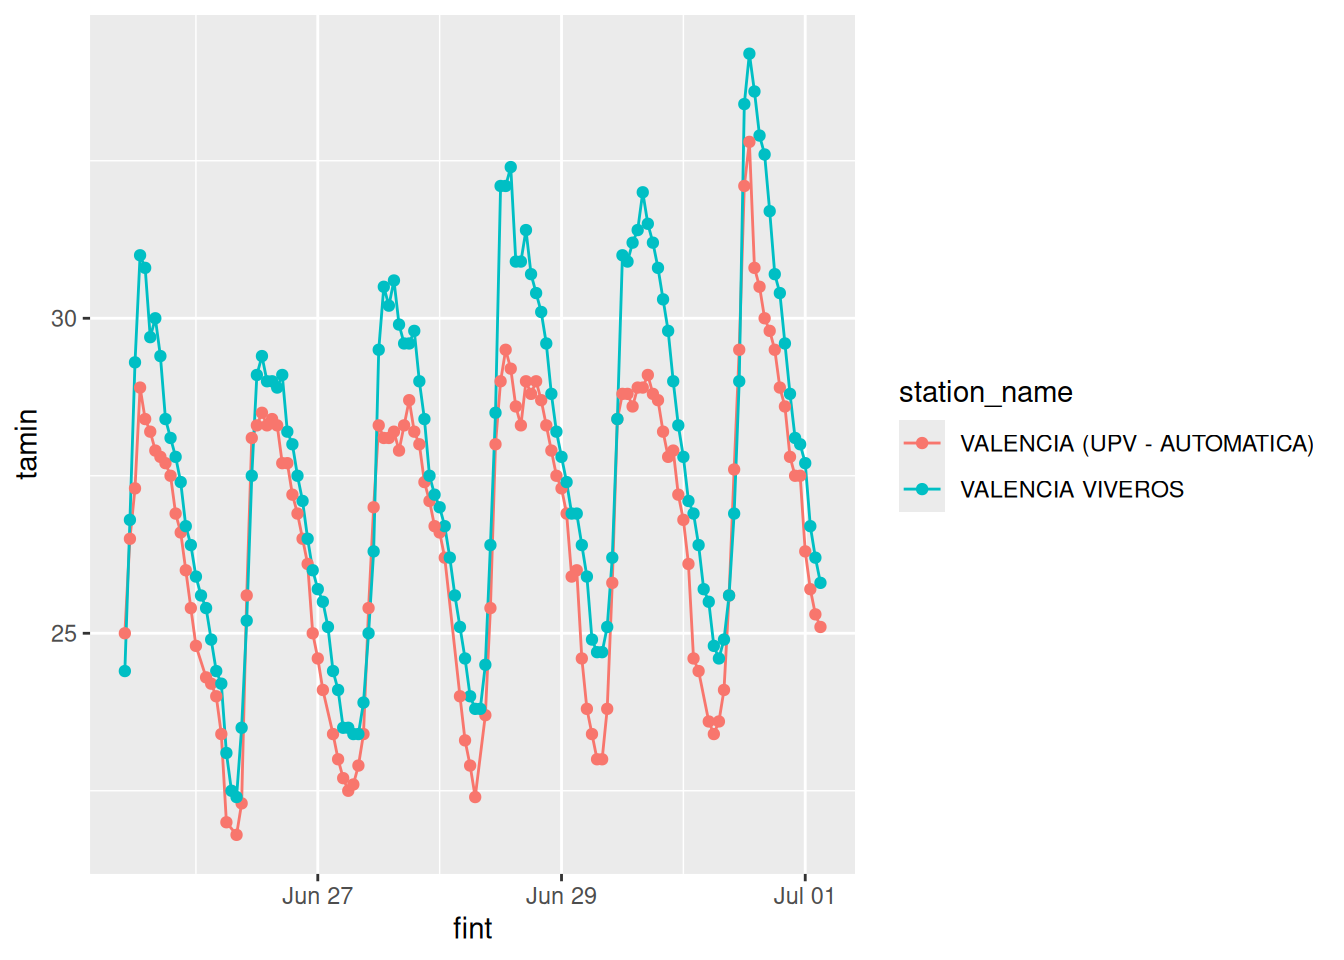 tamin
30
25
Jun 27
Jun 29
Jul 01
fint
station_name
VALENCIA (UPV - AUTOMATICA)
VALENCIA VIVEROS